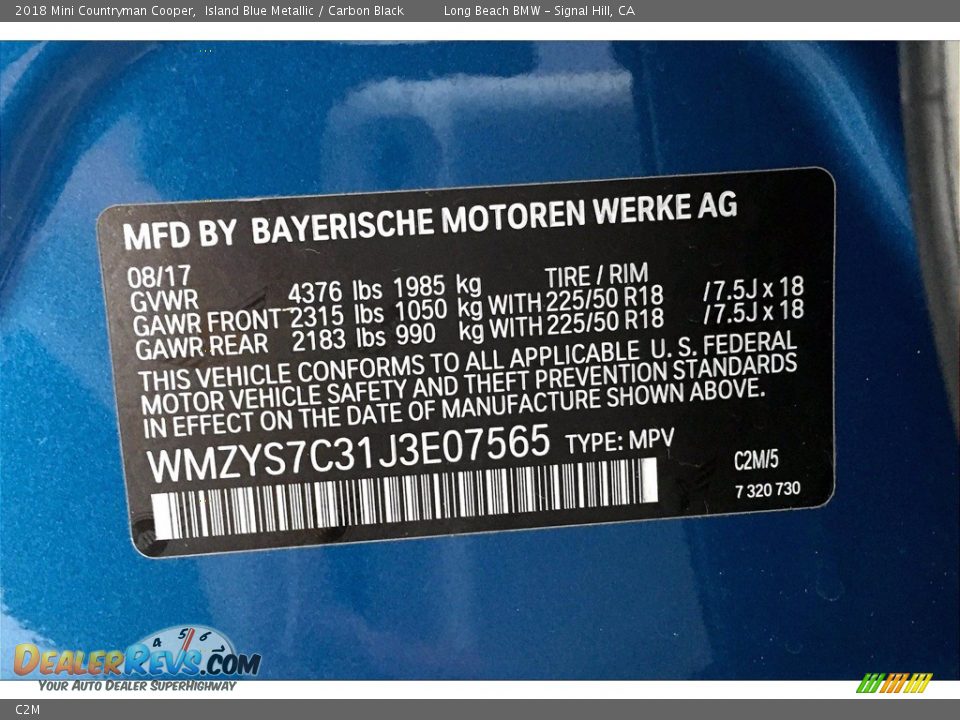 2018 Mini Countryman Cooper,  Island Blue Metallic / Carbon Black Long Beach BMW – Signal Hill, CA
MFD BY BAYERISCHE MOTOREN WERKE AG
08/17 TIRE / RIM
GVWR 4376 lbs 1985 kg
GAWR FRONT 2315 lbs 1050 kg WITH 225/50 R18 /7.5J x 18
GAWR REAR 2183 lbs 990 kg WITH 225/50 R18 /7.5J x 18
THIS VEHICLE CONFORMS TO ALL APPLICABLE U. S. FEDERAL
MOTOR VEHICLE SAFETY AND THEFT PREVENTION STANDARDS
IN EFFECT ON THE DATE OF MANUFACTURE SHOWN ABOVE.
WMZYS7C31J3E07565 TYPE: MPV
C2M/5
7 320 730
4 5 6
DEALERREVS.COM
YOUR AUTO DEALER SUPERHIGHWAY
C2M